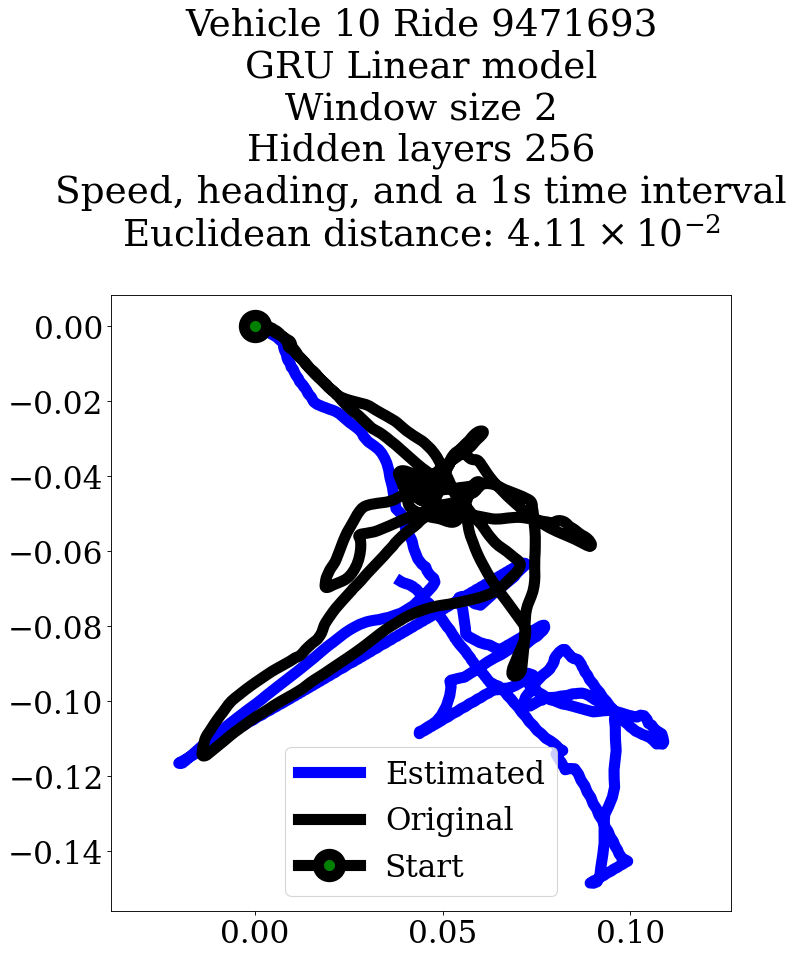 Vehicle 10 Ride 9471693
GRU Linear model
Window size 2
Hidden layers 256
Speed, heading, and a 1s time interval
Euclidean distance: 4.11 × 10⁻²
0.00
−0.02
−0.04
−0.06
−0.08
−0.10
−0.12
−0.14
Estimated
Original
Start
0.00 0.05 0.10